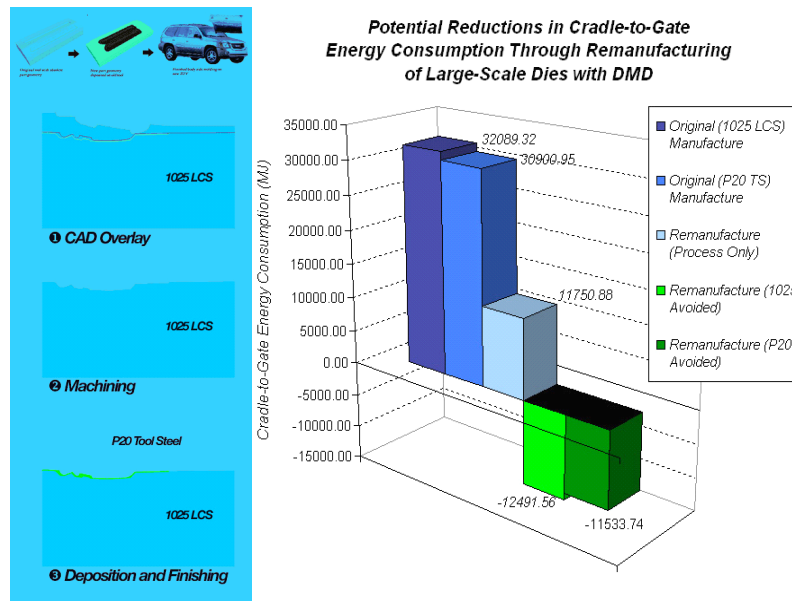 1025 LCS
❶ CAD Overlay
1025 LCS
❷ Machining
P20 Tool Steel
1025 LCS
❸ Deposition and Finishing
Potential Reductions in Cradle-to-Gate
Energy Consumption Through Remanufacturing
of Large-Scale Dies with DMD
Cradle-to-Gate Energy Consumption (MJ)
35000.00
30000.00
25000.00
20000.00
15000.00
10000.00
5000.00
0.00
-5000.00
-10000.00
-15000.00
32089.32
30900.95
11750.88
-12491.56
-11533.74
Original (1025 LCS)
Manufacture
Original (P20 TS)
Manufacture
Remanufacture
(Process Only)
Remanufacture (1025
Avoided)
Remanufacture (P20
Avoided)